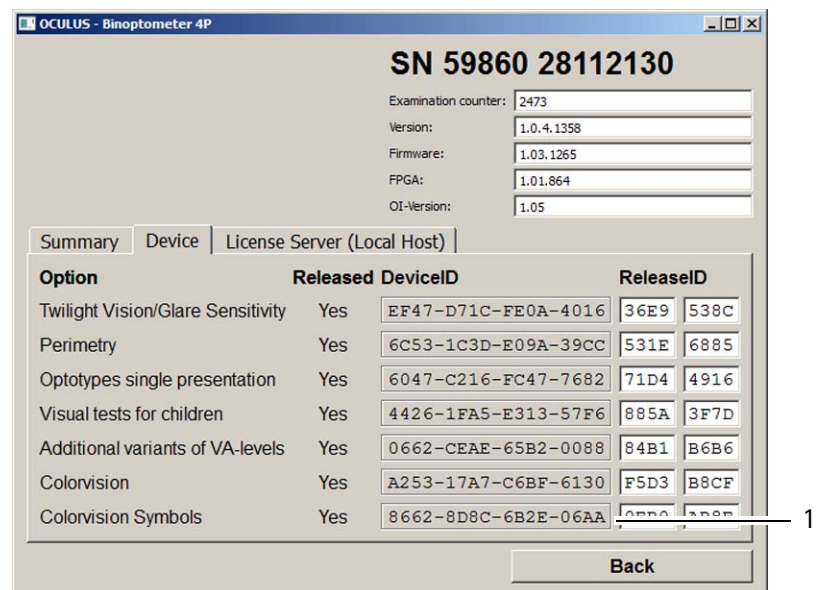 OCULUS - Binoptometer 4P
SN 59860 28112130
Examination counter: 2473
Version: 1.0.4.1358
Firmware: 1.03.1265
FPGA: 1.01.864
OI-Version: 1.05
Summary Device License Server (Local Host)
Option Released DeviceID ReleaseID
Twilight Vision/Glare Sensitivity Yes EF47-D71C-FE0A-4016 36E9 538C
Perimetry Yes 6C53-1C3D-E09A-39CC 531E 6885
Optotypes single presentation Yes 6047-C216-FC47-7682 71D4 4916
Visual tests for children Yes 4426-1FA5-E313-57F6 885A 3F7D
Additional variants of VA-levels Yes 0662-CEAE-65B2-0088 84B1 B6B6
Colorvision Yes A253-17A7-C6BF-6130 F5D3 B8CF
Colorvision Symbols Yes 8662-8D8C-6B2E-06AA
1
Back